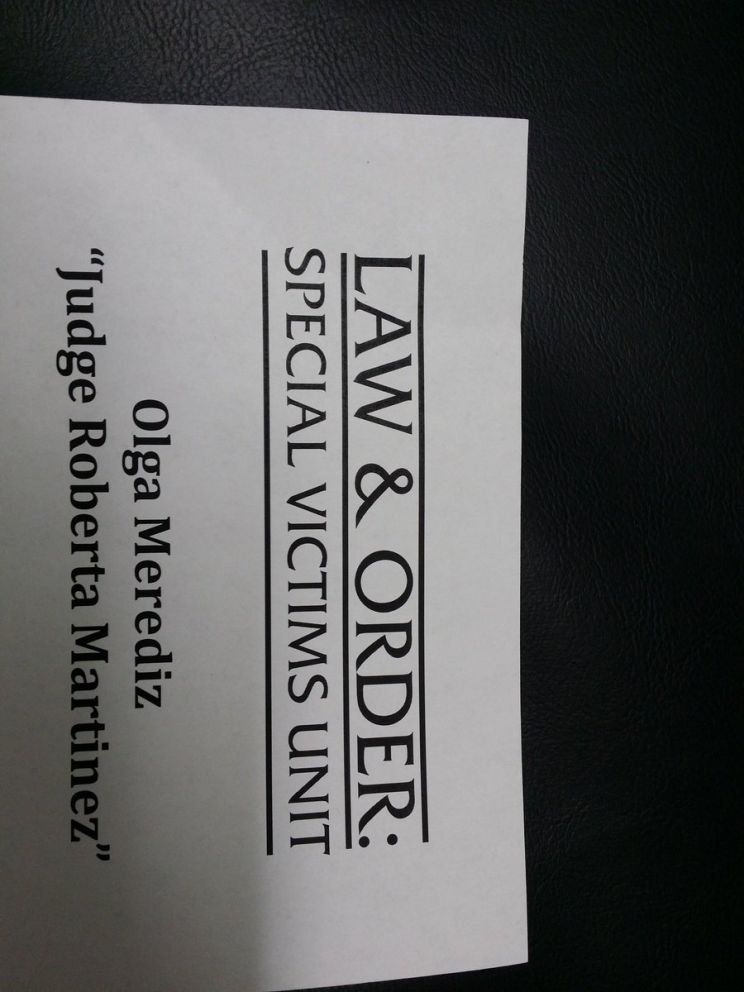 LAW & ORDER:
SPECIAL VICTIMS UNIT
Olga Merediz
“Judge Roberta Martinez”